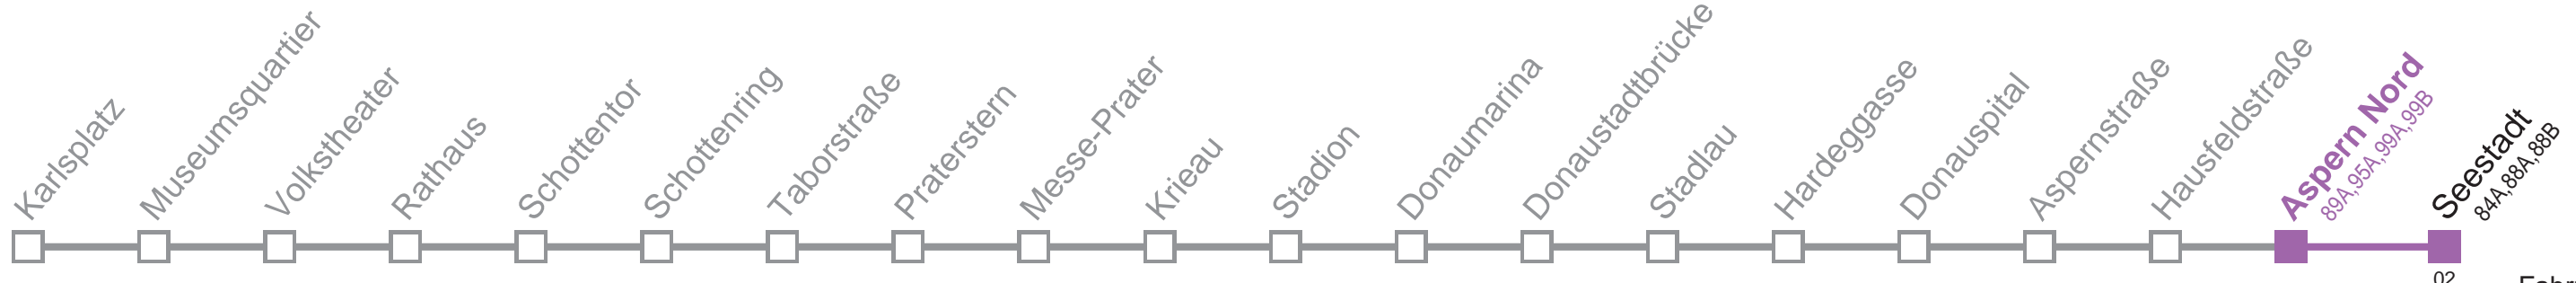 Karlsplatz
Museumsquartier
Volkstheater
Rathaus
Schottentor
Schottenring
Taborstraße
Praterstern
Messe-Prater
Krieau
Stadion
Donaumarina
Donaustadtbrücke
Stadlau
Hardeggasse
Donauspital
Aspernstraße
Hausfeldstraße
Aspern Nord
89A,95A,99A,99B
Seestadt
84A,88A,88B
02